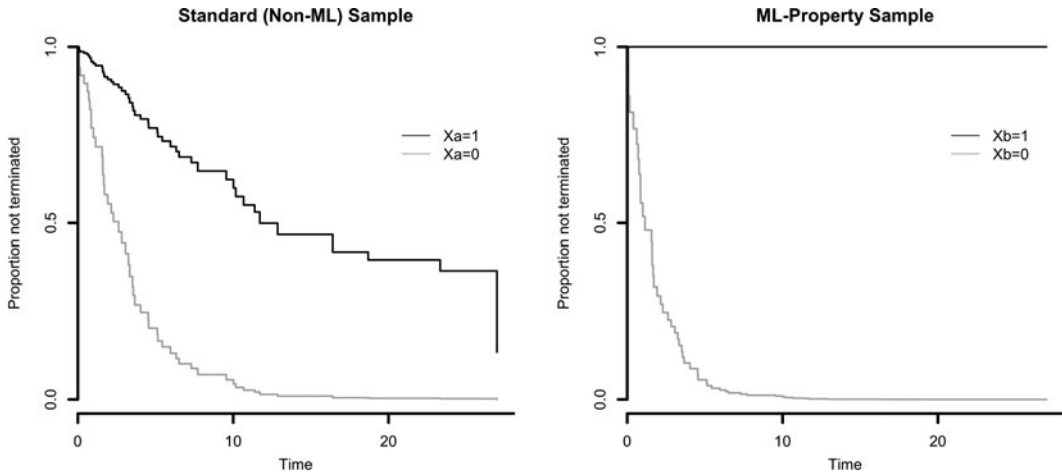 Standard (Non-ML) Sample
Proportion not terminated
1.0
0.5
0.0
Xa=1
Xa=0
0
10
20
Time
ML-Property Sample
Proportion not terminated
1.0
0.5
0.0
Xb=1
Xb=0
0
10
20
Time